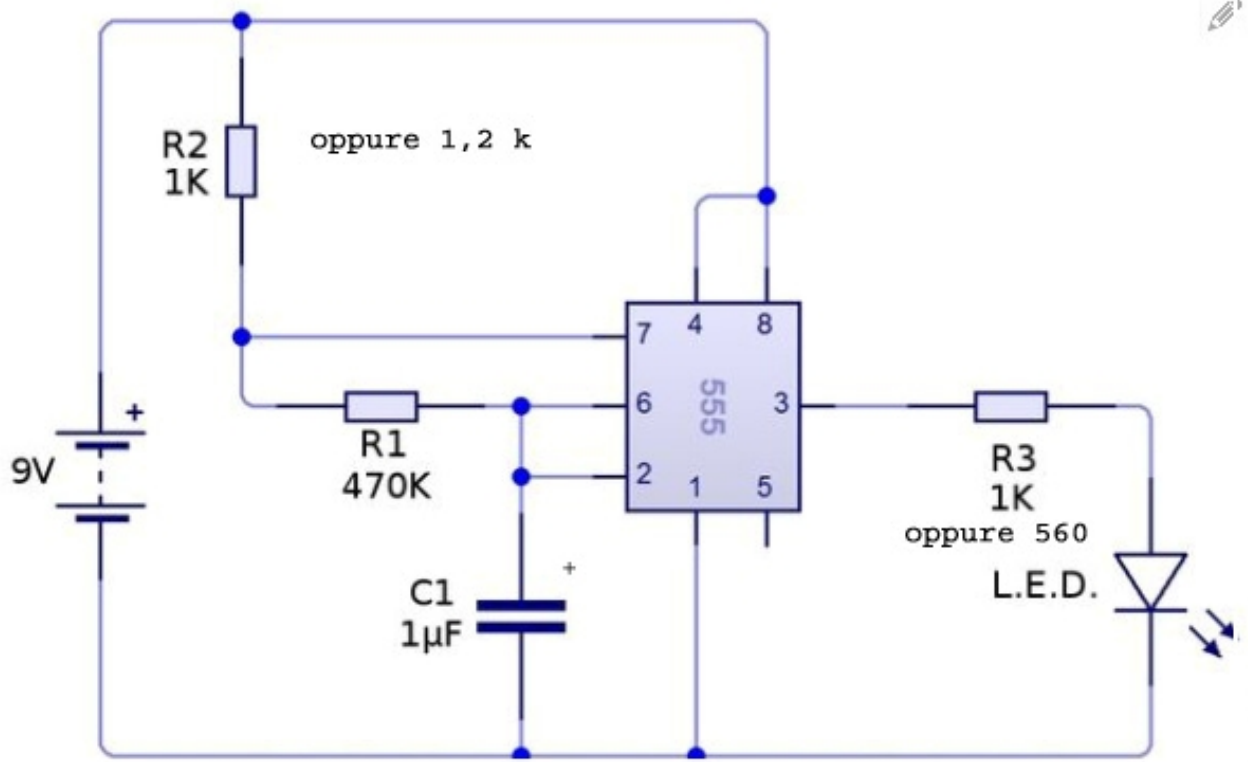 R2
1K
oppure 1,2 k
4
8
7
6
2
555
3
1
5
R1
470K
+
9V
R3
1K
oppure 560
L.E.D.
+
C1
1µF